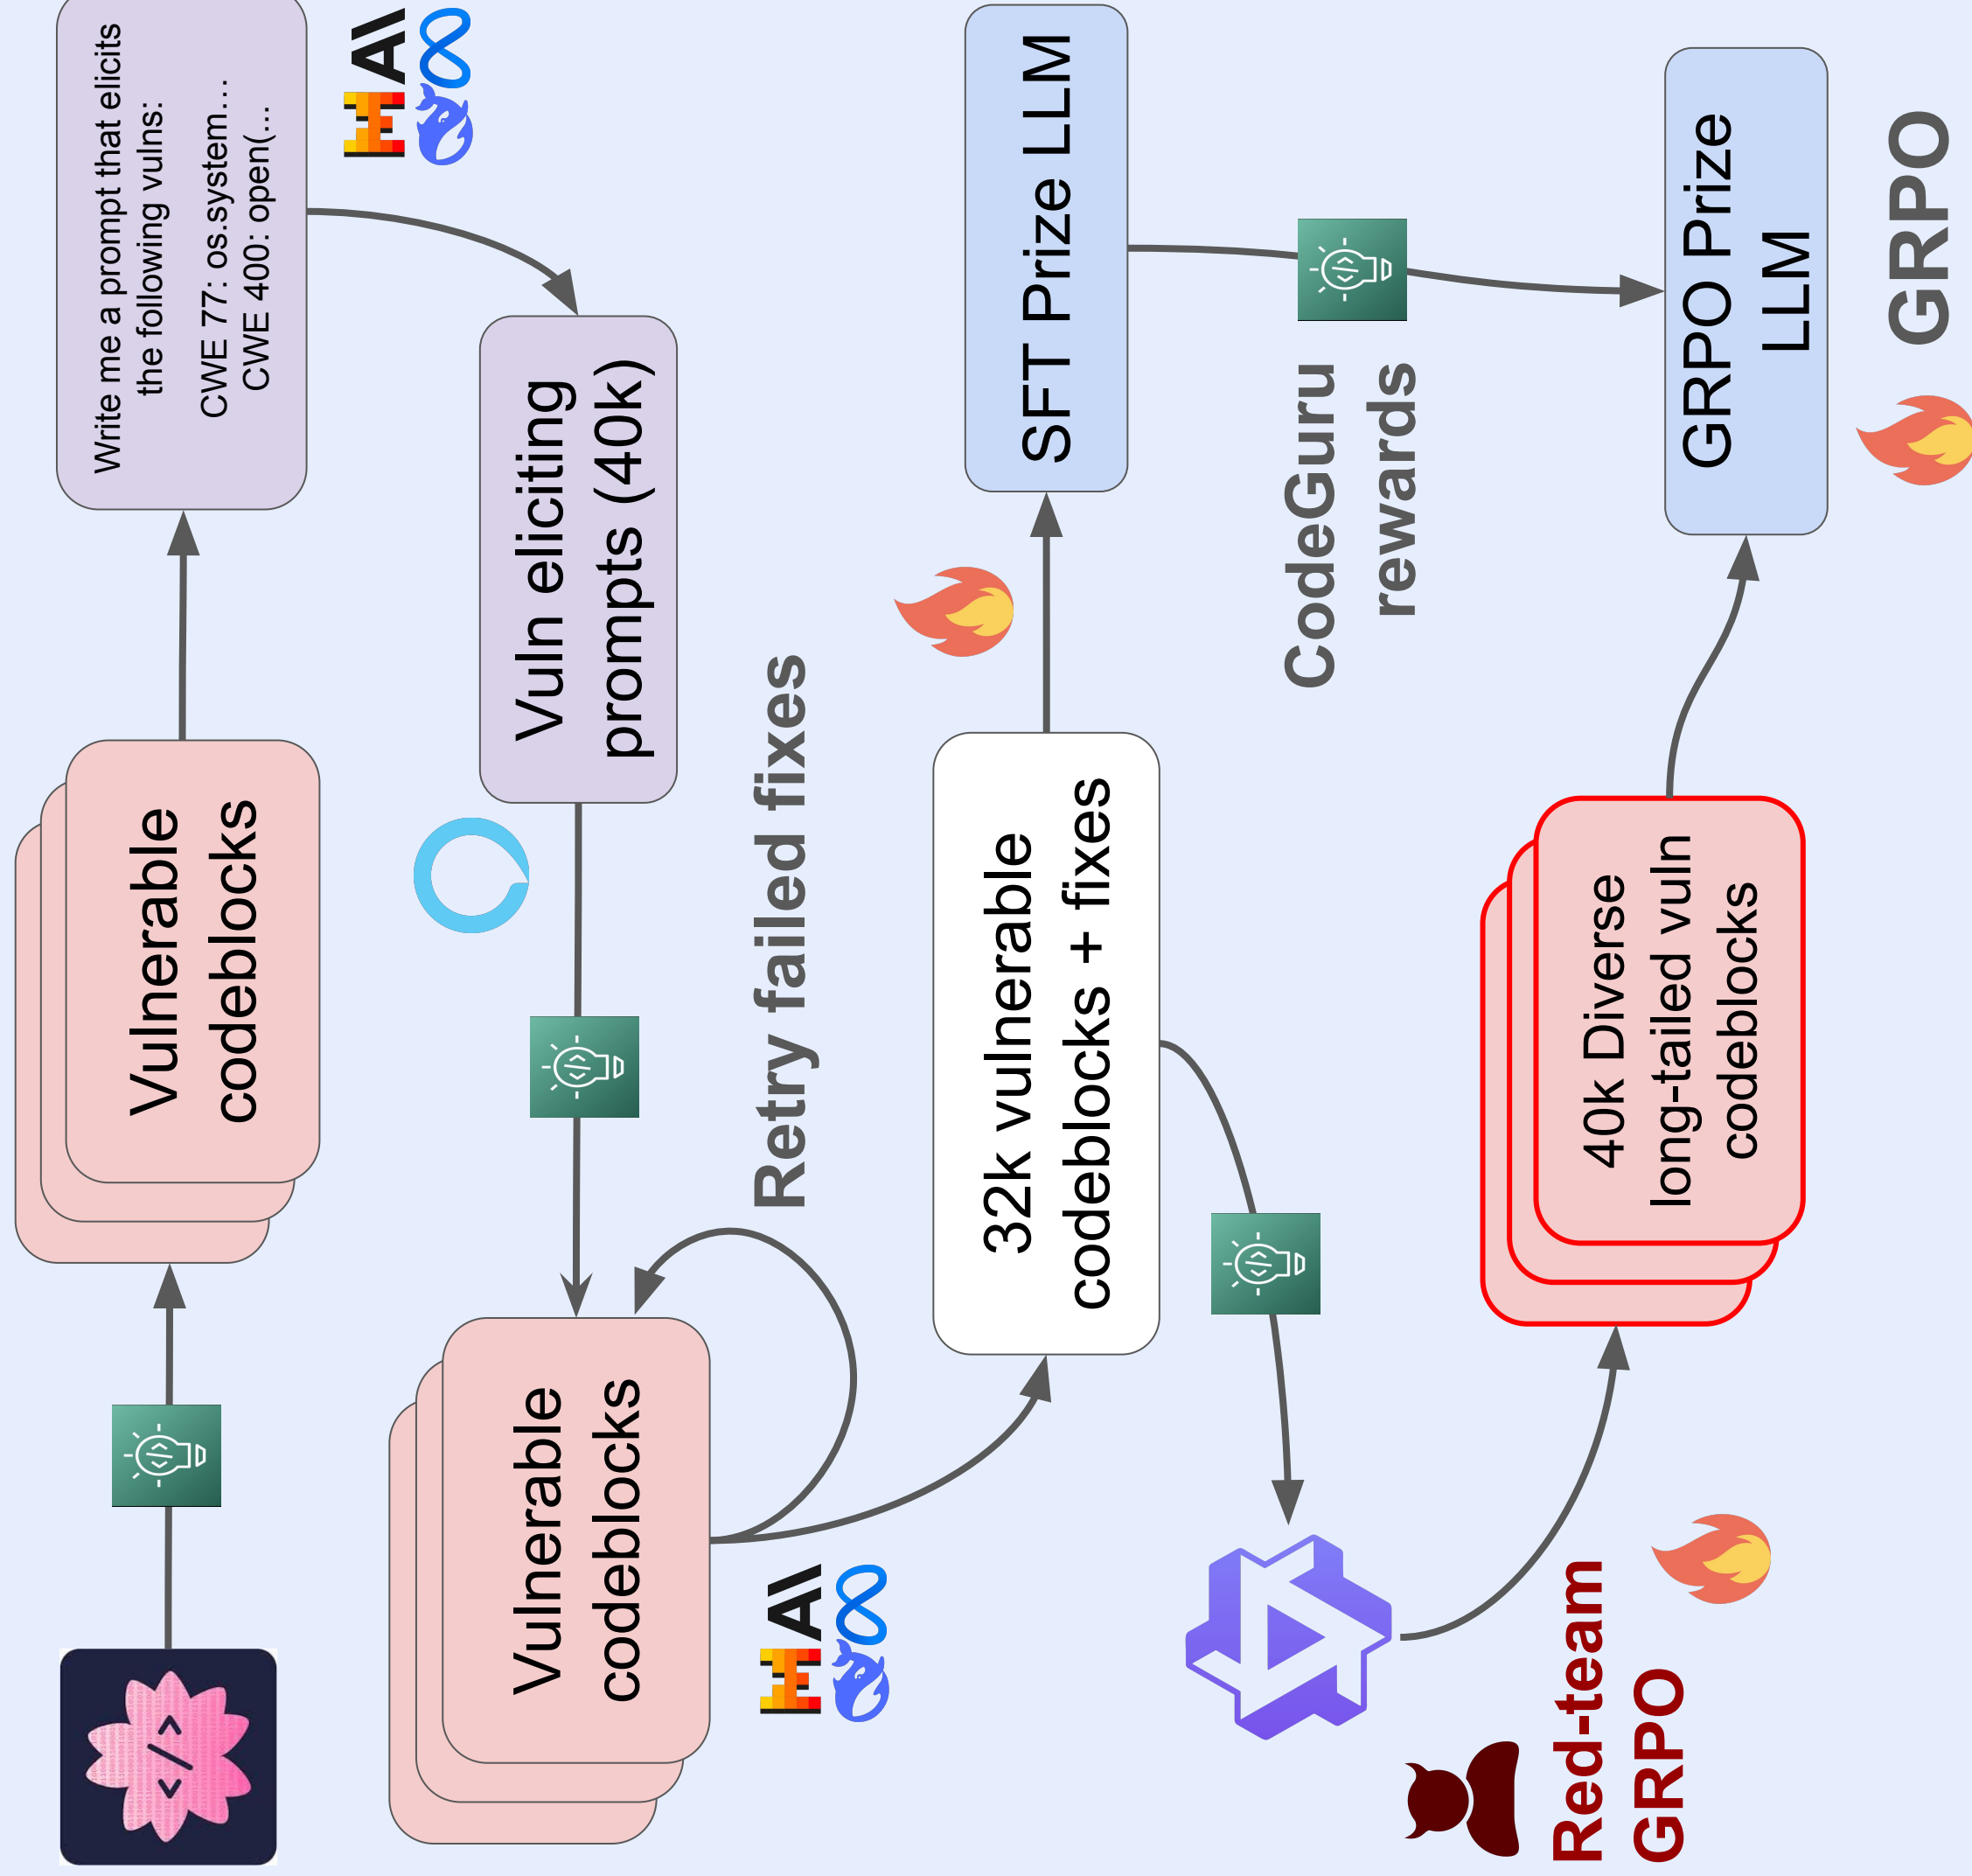 Vulnerable
codeblocks
Write me a prompt that elicits
the following vulns:
CWE 77: os.system...
CWE 400: open(...
Vuln eliciting
prompts (40k)
Vulnerable
codeblocks
Retry failed fixes
32k vulnerable
codeblocks + fixes
SFT Prize LLM
CodeGuru
rewards
Red-team
GRPO
40k Diverse
long-tailed vuln
codeblocks
GRPO Prize
LLM
GRPO